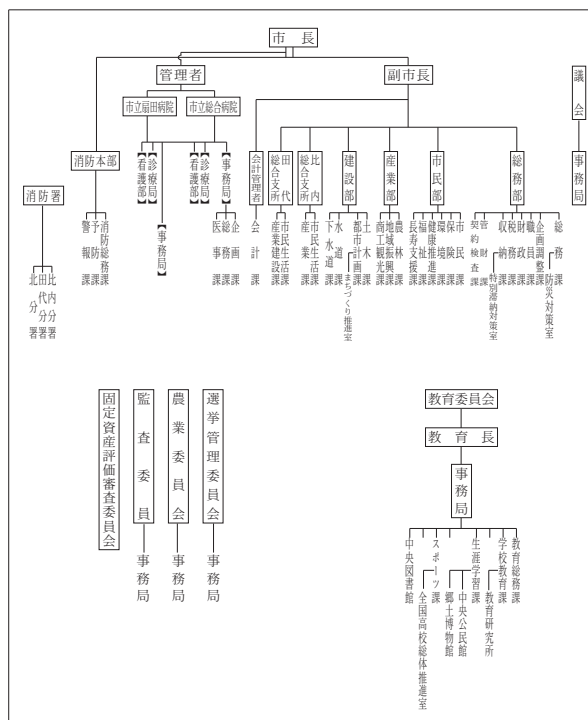 市長
管理者
副市長
議会
事務局
市立扇田病院
市立総合病院
消防本部
【看護部】
【診療局】
【事務局】
【看護部】
【診療局】
【事務局】
会計管理者
田代総合支所
比内総合支所
建設部
産業部
市民部
総務部
消防署
警報課
予防課
消防総務課
医事課
総務課
企画課
会計課
産業建設課
市民生活課
産業課
市民生活課
下水道課
水道課
都市計画課
まちづくり推進室
土木課
商工観光課
地域振興課
農林課
長寿支援課
福祉課
健康推進課
環境課
保険課
市民課
契約検査課
管財課
収納課
特別滞納対策室
税務課
財政課
職員課
企画調整課
総務課
防災対策室
北分署
田代分署
比内分署
固定資産評価審査委員会
監査委員
事務局
農業委員会
事務局
選挙管理委員会
事務局
教育委員会
教育長
事務局
中央図書館
スポーツ課
全国高校総体推進室
生涯学習課
郷土博物館
中央公民館
学校教育課
教育研究所
教育総務課